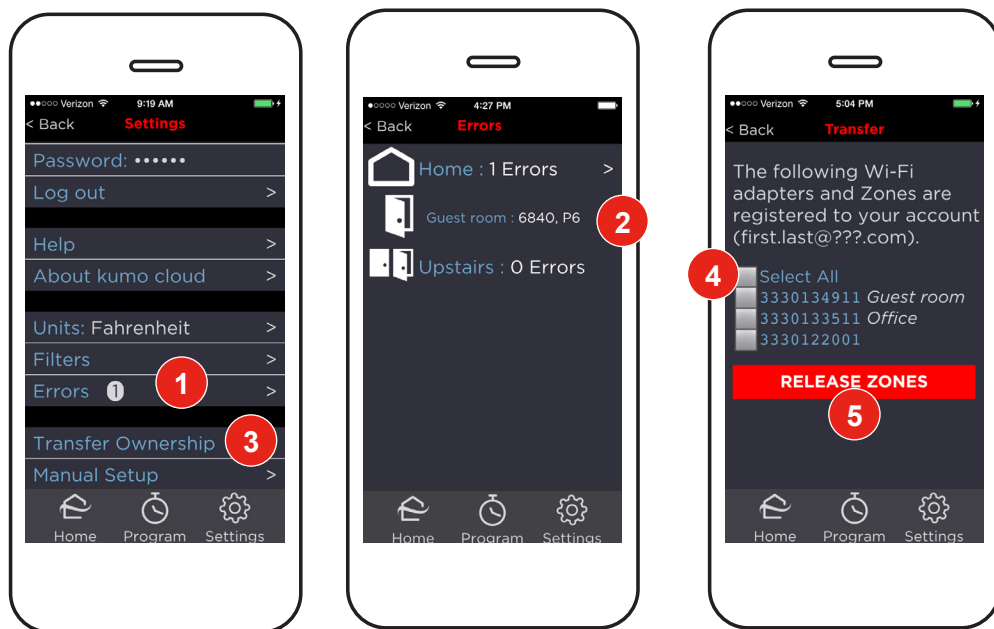 Verizon 9:19 AM
< Back Settings
Password: ••••••
Log out >
Help >
About kumo cloud >
Units: Fahrenheit >
Filters >
Errors 1 >
1
Transfer Ownership
3
Manual Setup >
Home Program Settings
Verizon 4:27 PM
< Back Errors
Home : 1 Errors >
Guest room : 6840, P6
2
Upstairs : 0 Errors
Home Program Settings
Verizon 5:04 PM
< Back Transfer
The following Wi-Fi
adapters and Zones are
registered to your account
(first.last@???.com).
4
Select All
3330134911 Guest room
3330133511 Office
3330122001
RELEASE ZONES
5
Home Program Settings